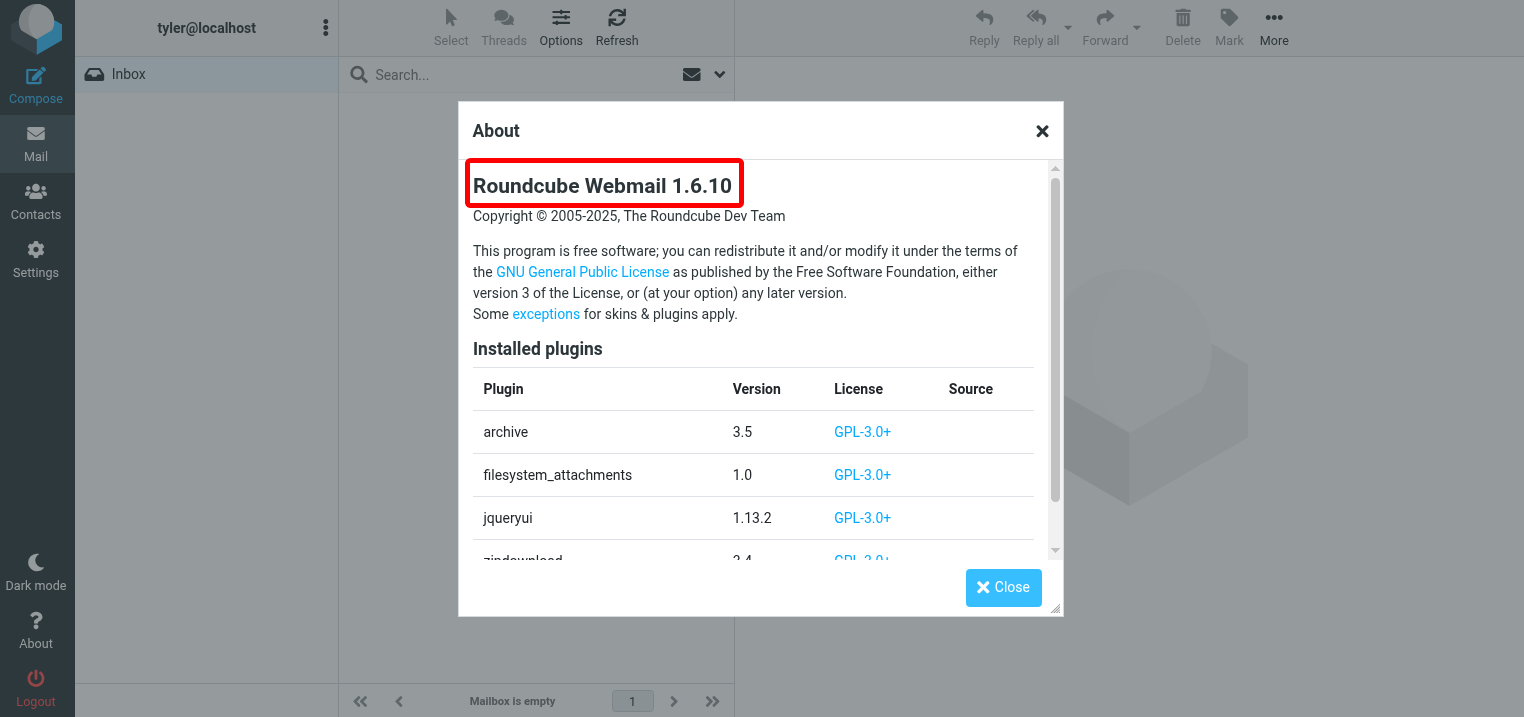 tyler@localhost
Select
Threads
Options
Refresh
Reply
Reply all
Forward
Delete
Mark
More
Compose
Mail
Contacts
Settings
Dark mode
About
Logout
Inbox
Search...
About
Roundcube Webmail 1.6.10
Copyright © 2005-2025, The Roundcube Dev Team
This program is free software; you can redistribute it and/or modify it under the terms of
the GNU General Public License as published by the Free Software Foundation, either
version 3 of the License, or (at your option) any later version.
Some exceptions for skins & plugins apply.
Installed plugins
Plugin Version License Source
archive 3.5 GPL-3.0+
filesystem_attachments 1.0 GPL-3.0+
jqueryui 1.13.2 GPL-3.0+
zipdownload 3.4 GPL-3.0+
Close
Mailbox is empty
1